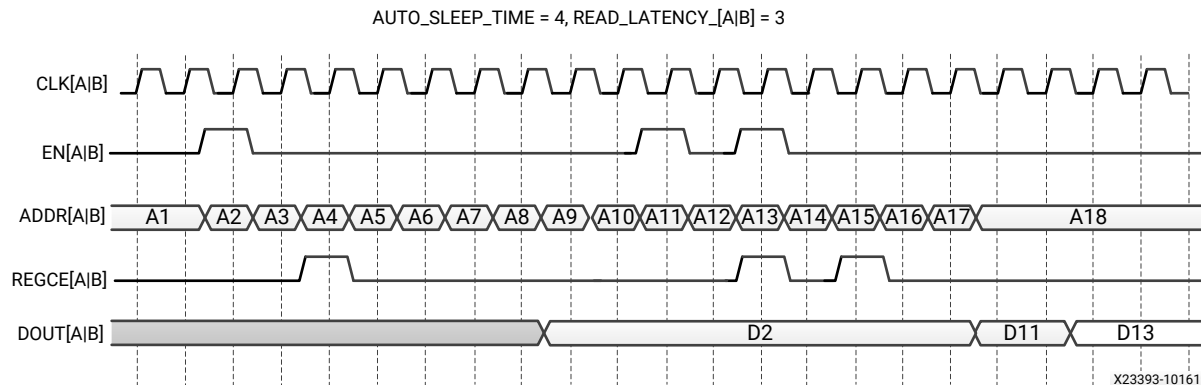 AUTO_SLEEP_TIME = 4, READ_LATENCY_[A|B] = 3
CLK[A|B]
EN[A|B]
ADDR[A|B] A1 A2 A3 A4 A5 A6 A7 A8 A9 A10 A11 A12 A13 A14 A15 A16 A17 A18
REGCE[A|B]
DOUT[A|B] D2 D11 D13
X23393-10161